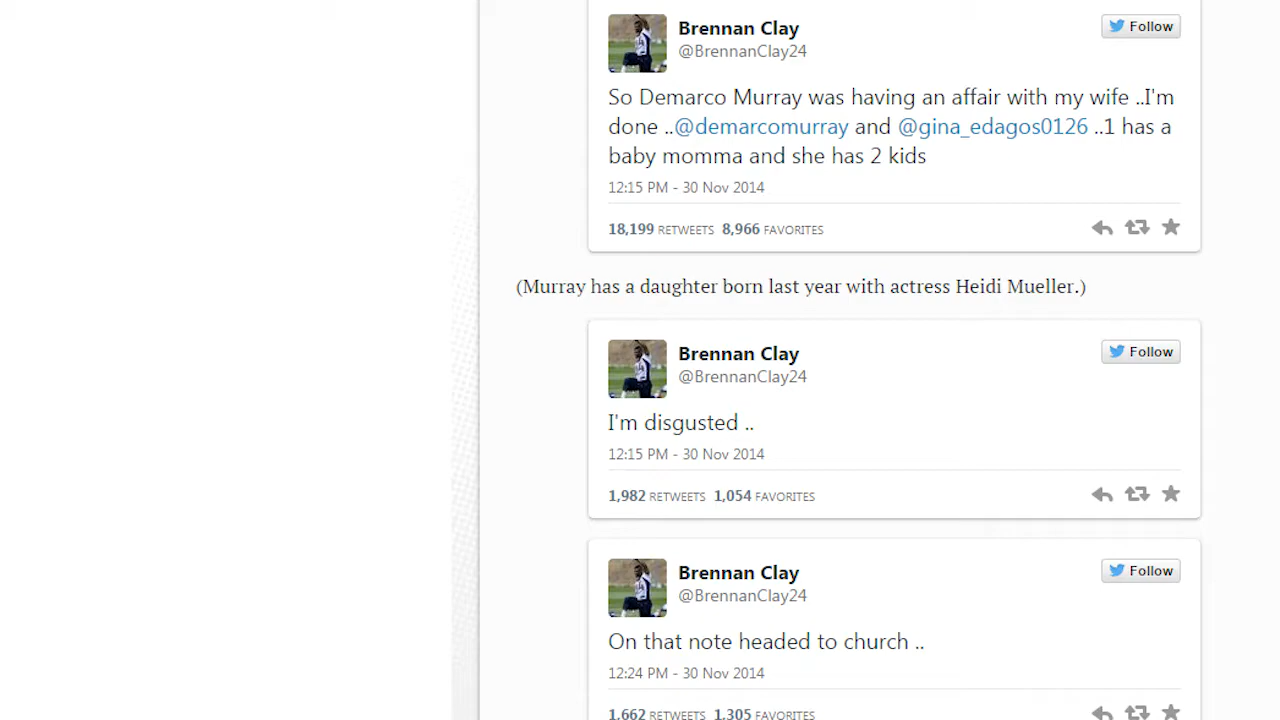 Brennan Clay
Follow
@BrennanClay24
So Demarco Murray was having an affair with my wife ..I'm
done ..@demarcomurray and @gina_edagos0126 ..1 has a
baby momma and she has 2 kids
12:15 PM - 30 Nov 2014
18,199 RETWEETS 8,966 FAVORITES
(Murray has a daughter born last year with actress Heidi Mueller.)
Brennan Clay
Follow
@BrennanClay24
I'm disgusted ..
12:15 PM - 30 Nov 2014
1,982 RETWEETS 1,054 FAVORITES
Brennan Clay
Follow
@BrennanClay24
On that note headed to church ..
12:24 PM - 30 Nov 2014
1,662 RETWEETS 1,305 FAVORITES